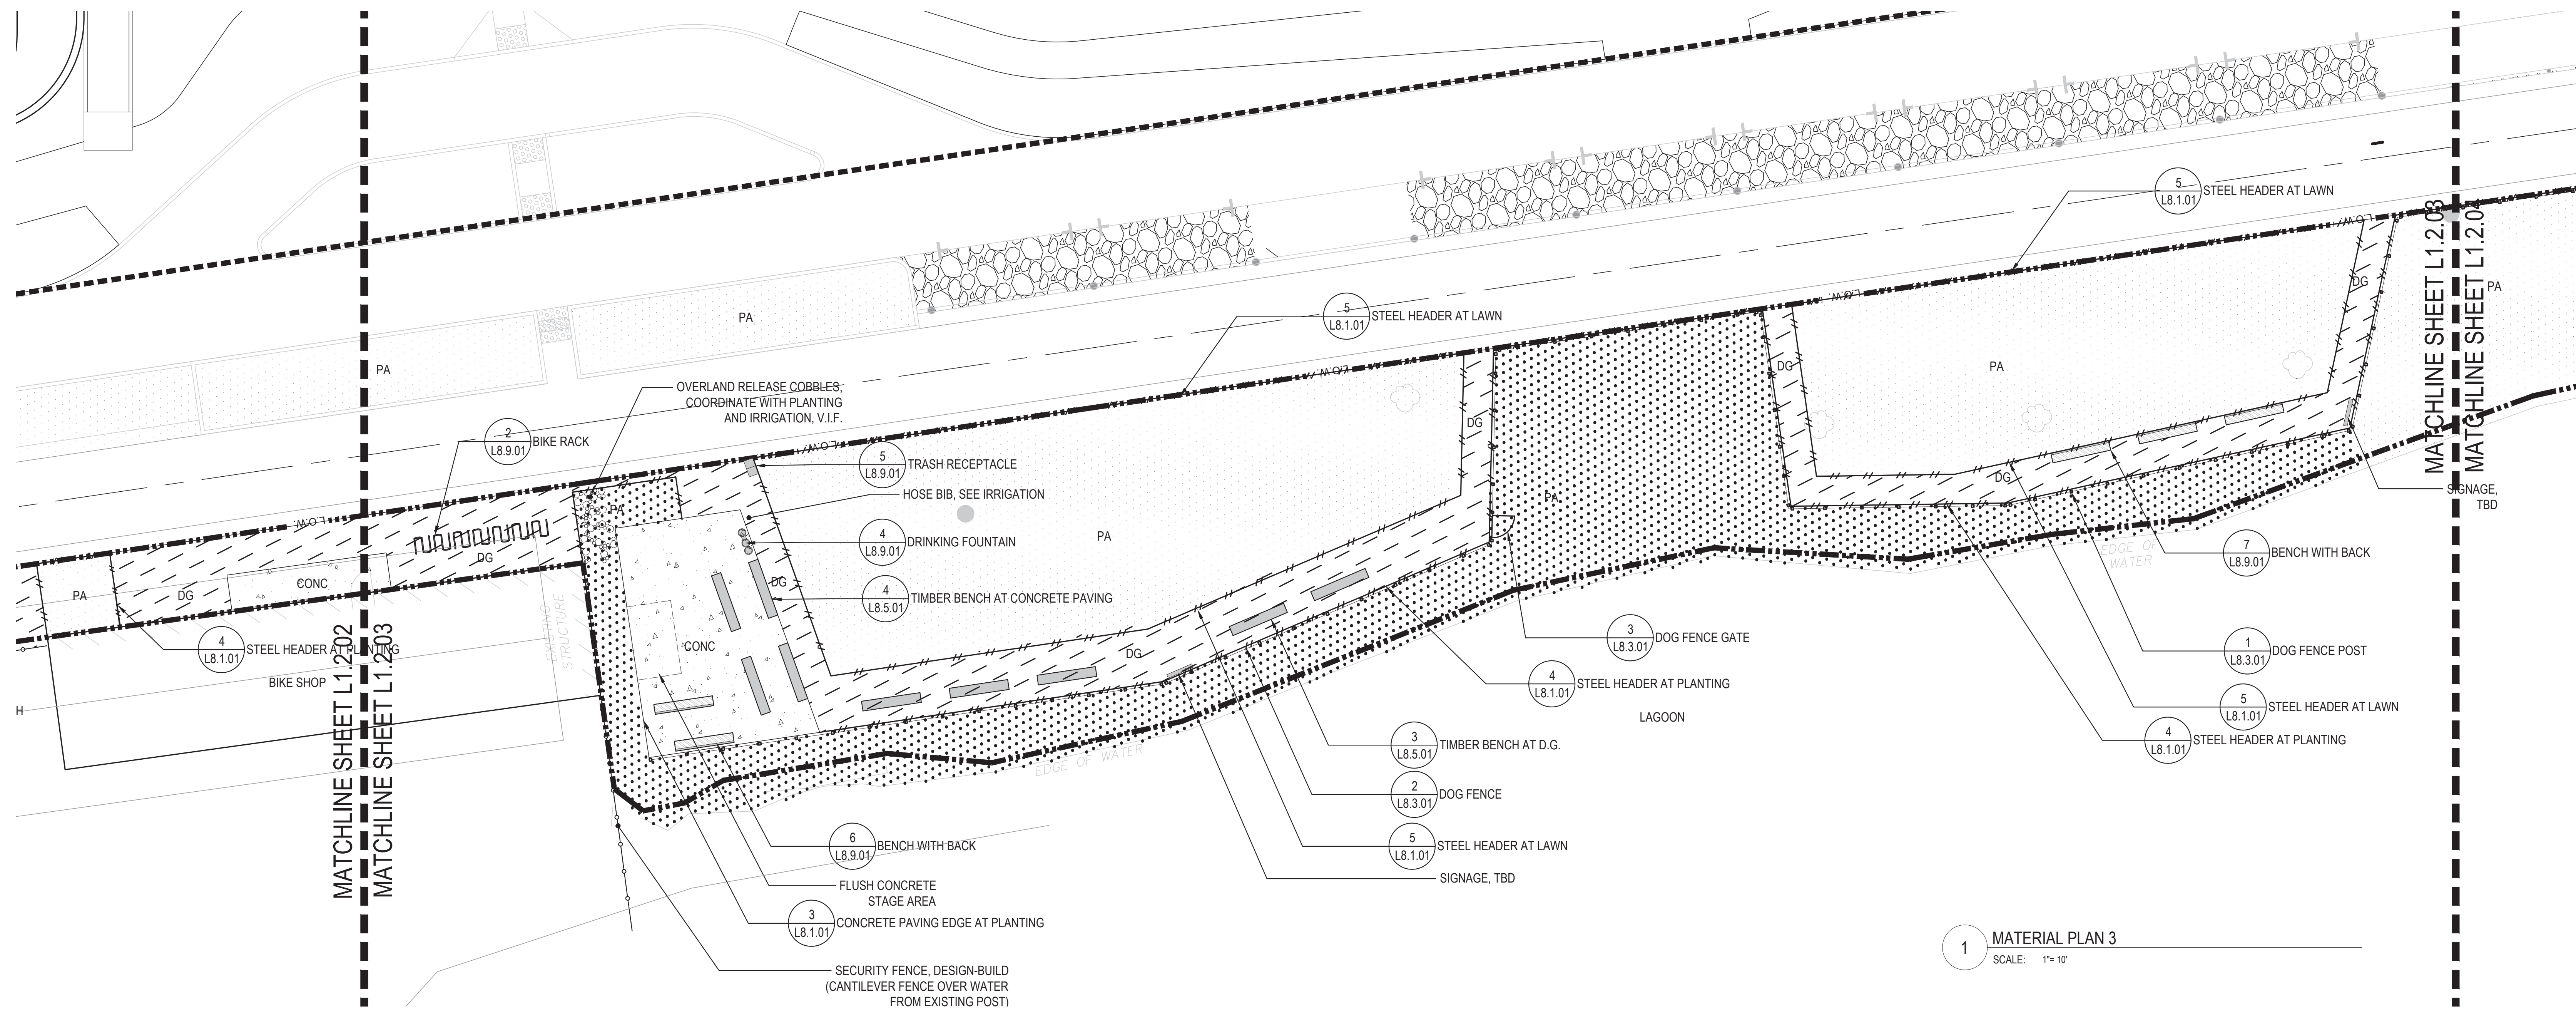 5
L8.1.01
STEEL HEADER AT LAWN
L.O.W.
MATCHLINE SHEET L1.2.03
MATCHLINE SHEET L1.2.04
DG
PA
L.O.W.
5
L8.1.01
STEEL HEADER AT LAWN
PA
PA
L.O.W.
DG
PA
OVERLAND RELEASE COBBLES,
COORDINATE WITH PLANTING
AND IRRIGATION, V.I.F.
2
L8.9.01
BIKE RACK
L.O.W.
5
L8.9.01
TRASH RECEPTACLE
HOSE BIB, SEE IRRIGATION
DG
DG
SIGNAGE,
TBD
PA
PA
PA
L.O.W.
4
L8.9.01
DRINKING FOUNTAIN
DG
CONC
DG
PA
DG
4
L8.5.01
TIMBER BENCH AT CONCRETE PAVING
EDGE OF
WATER
7
L8.9.01
BENCH WITH BACK
EXISTING
STRUCTURE
4
L8.1.01
STEEL HEADER AT PLANTING
CONC
DG
3
L8.3.01
DOG FENCE GATE
1
L8.3.01
DOG FENCE POST
BIKE SHOP
H
4
L8.1.01
STEEL HEADER AT PLANTING
5
L8.1.01
STEEL HEADER AT LAWN
LAGOON
4
L8.1.01
STEEL HEADER AT PLANTING
MATCHLINE SHEET L1.2.02
MATCHLINE SHEET L1.2.03
EDGE OF WATER
3
L8.5.01
TIMBER BENCH AT D.G.
2
L8.3.01
DOG FENCE
6
L8.9.01
BENCH WITH BACK
5
L8.1.01
STEEL HEADER AT LAWN
FLUSH CONCRETE
STAGE AREA
SIGNAGE, TBD
3
L8.1.01
CONCRETE PAVING EDGE AT PLANTING
SECURITY FENCE, DESIGN-BUILD
(CANTILEVER FENCE OVER WATER
FROM EXISTING POST)
1
MATERIAL PLAN 3
SCALE: 1"= 10'